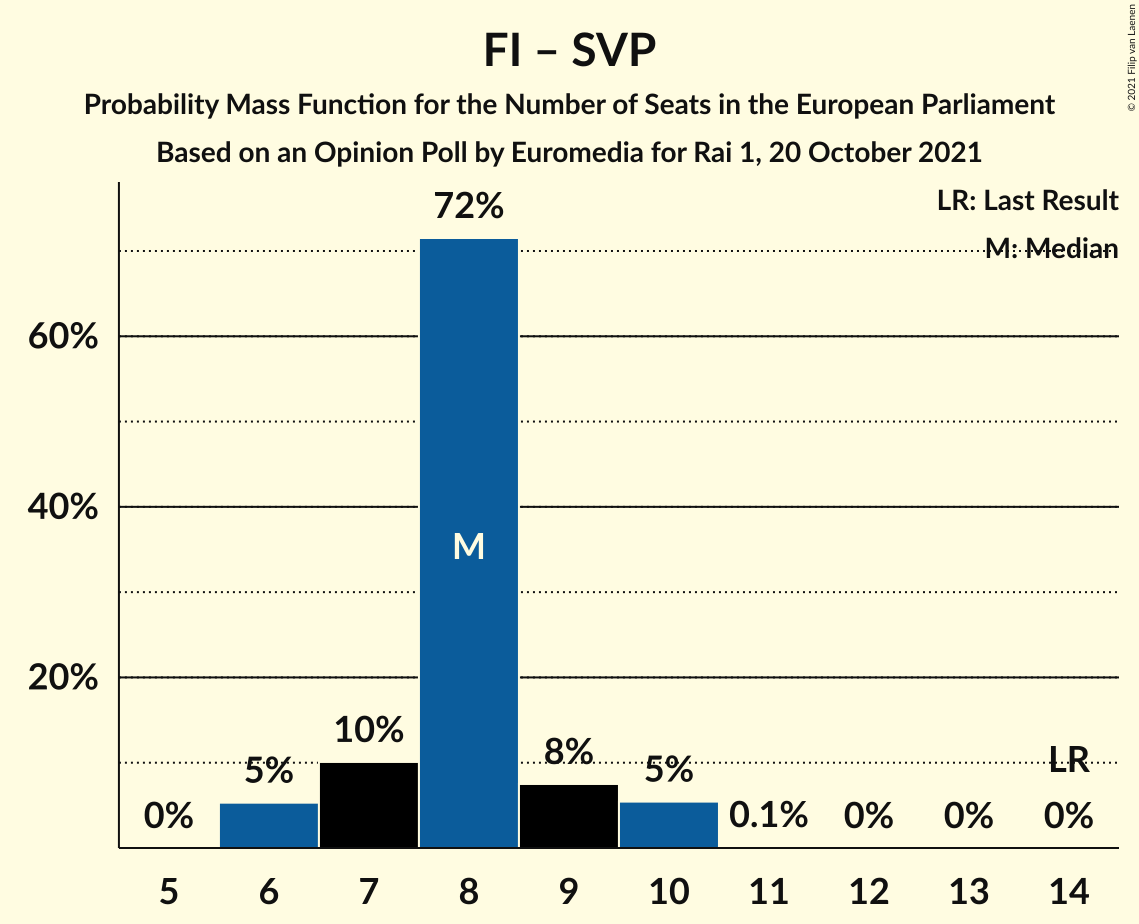 FI – SVP
Probability Mass Function for the Number of Seats in the European Parliament
Based on an Opinion Poll by Euromedia for Rai 1, 20 October 2021
© 2021 Filip van Laenen
LR: Last Result
M: Median
60%
40%
20%
0%
5%
10%
72%
M
8%
5%
0.1%
0%
0%
LR
0%
5
6
7
8
9
10
11
12
13
14